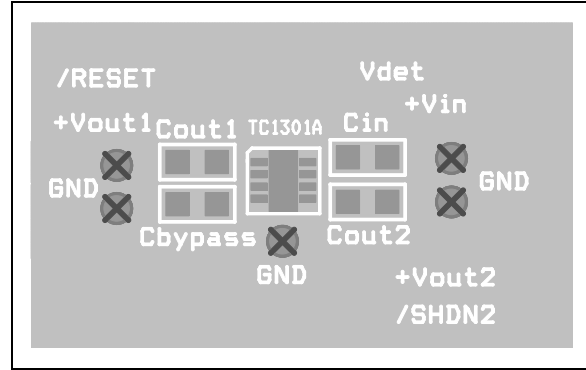 /RESET
Vdet
+Vin
+Vout1
Cout1
TC1301A
Cin
GND
GND
Cbypass
Cout2
GND
+Vout2
/SHDN2